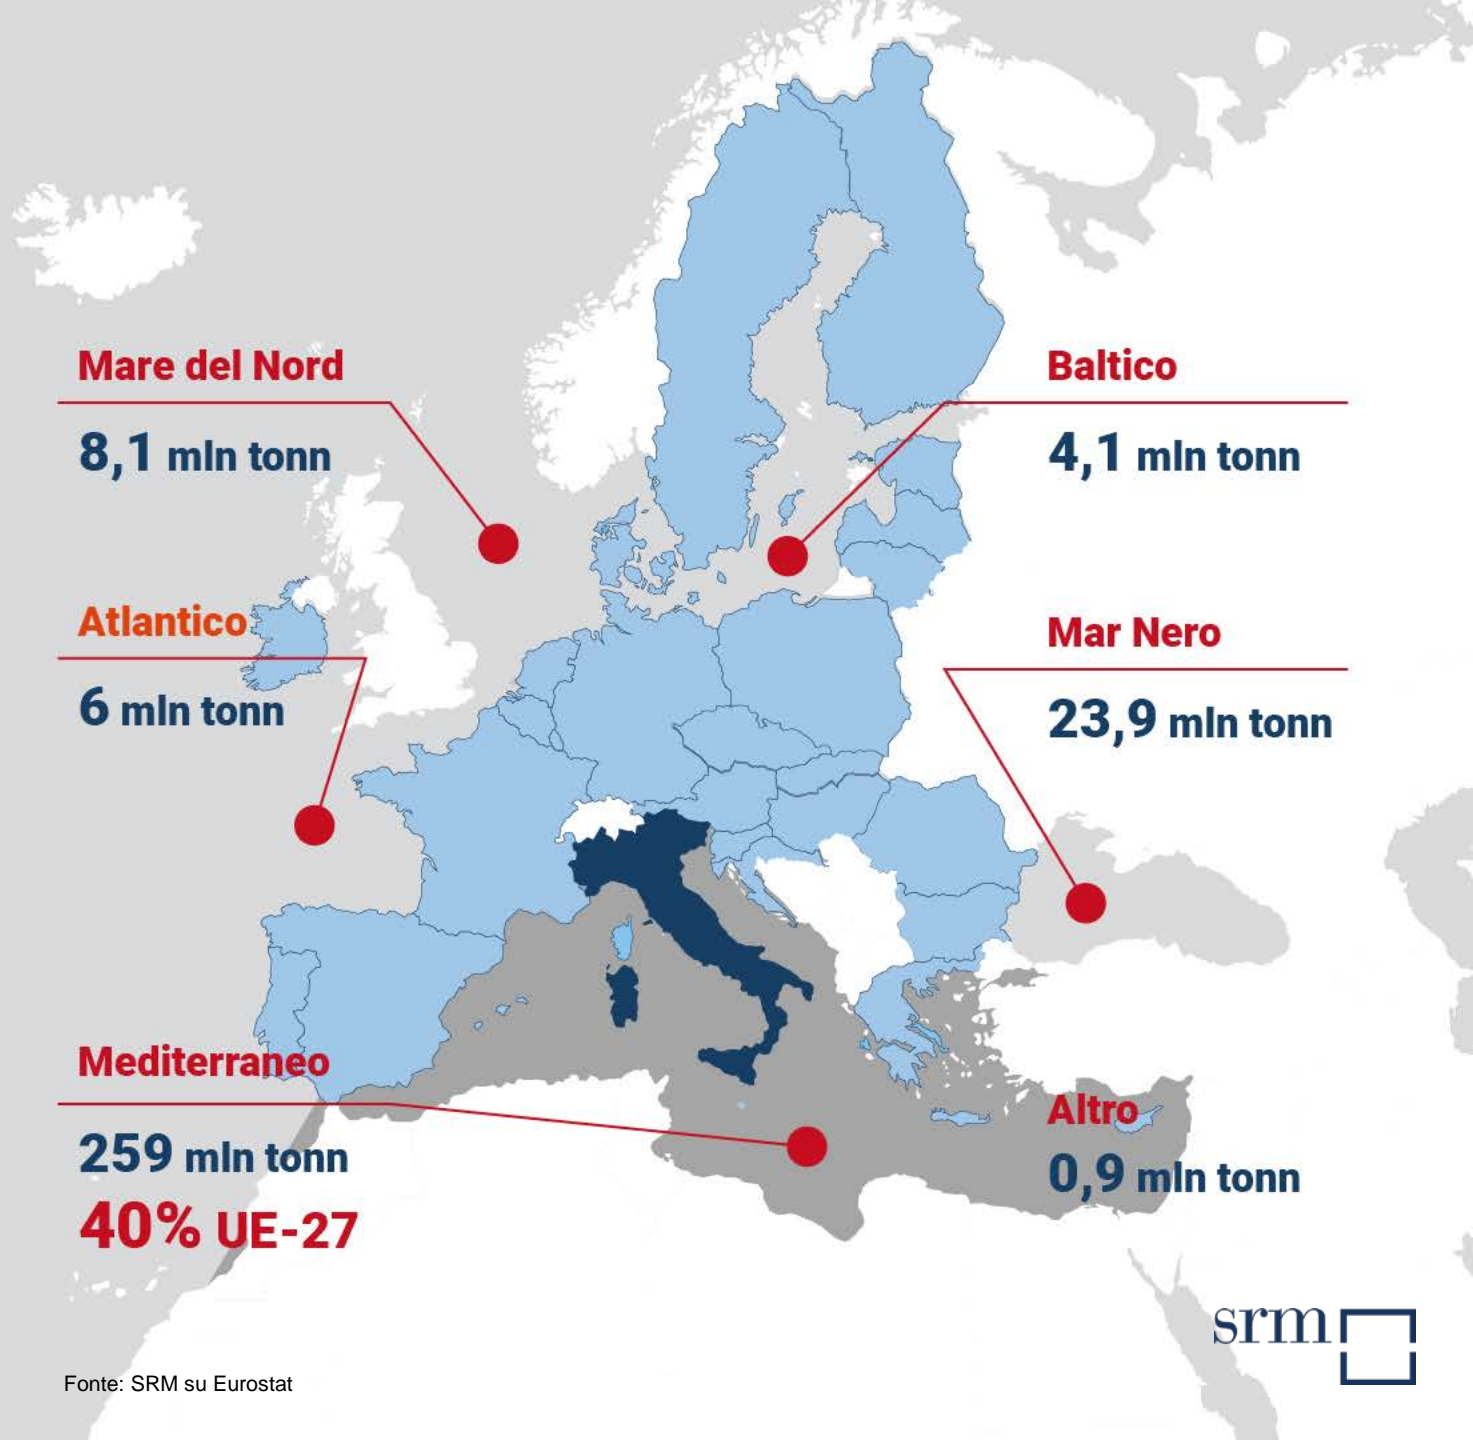 Mare del Nord
8,1 mln tonn
Baltico
4,1 mln tonn
Atlantico
6 mln tonn
Mar Nero
23,9 mln tonn
Mediterraneo
259 mln tonn
40% UE-27
Altro
0,9 mln tonn
srm
Fonte: SRM su Eurostat